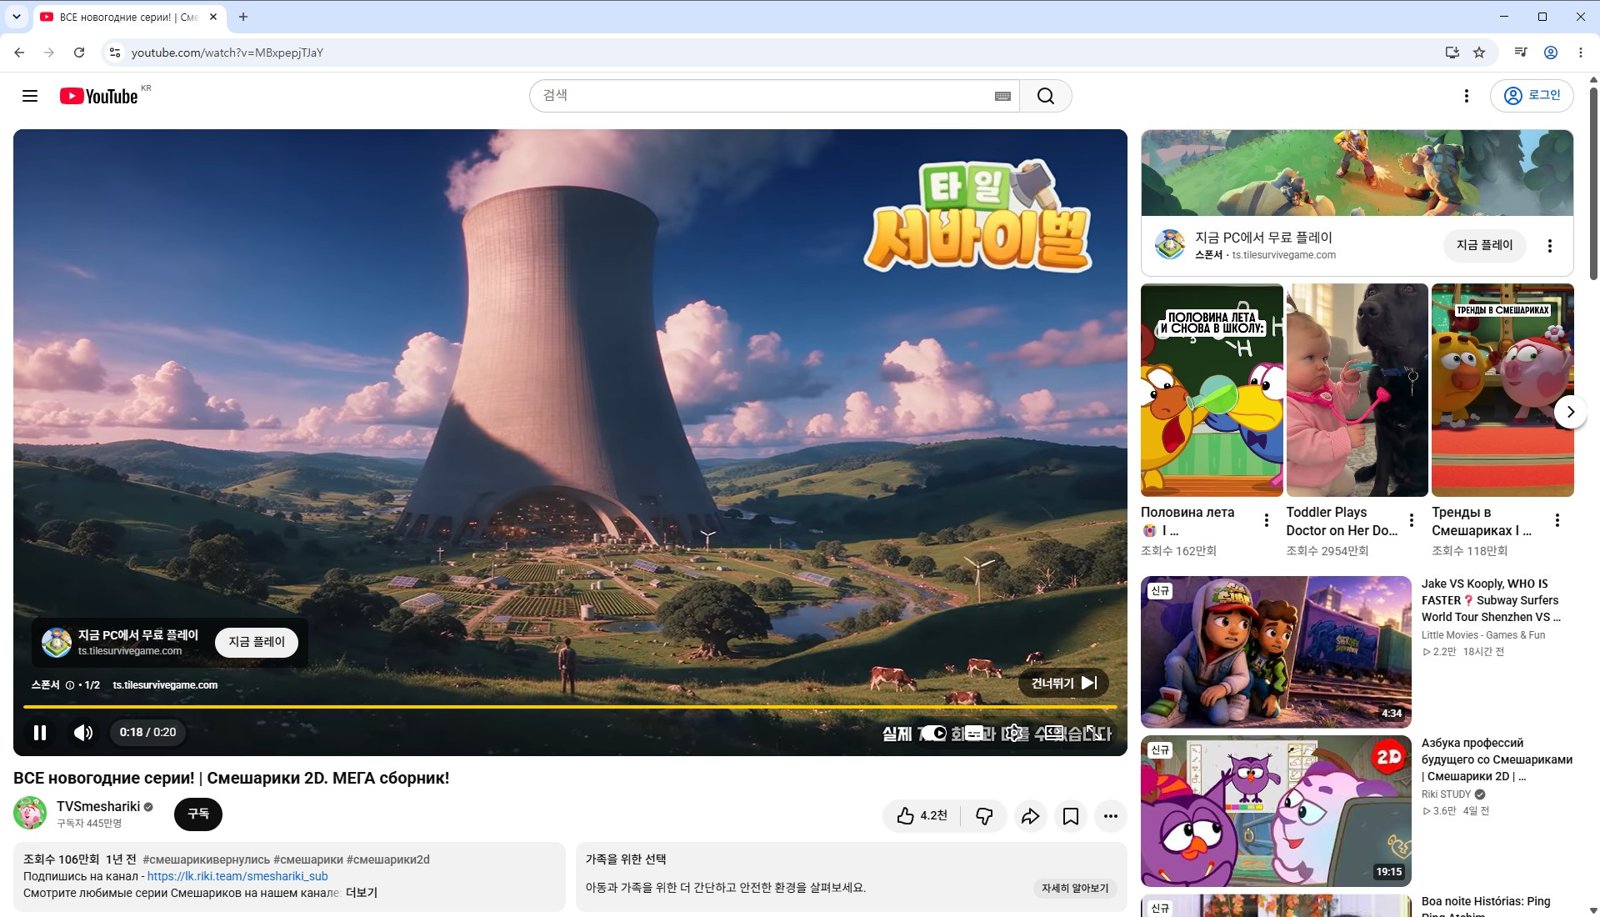 ВСЕ новогодние серии! | Сме
youtube.com/watch?v=MBxpepjTJaY
YouTube KR
검색
로그인
타일
서바이벌
지금 PC에서 무료 플레이
ts.tilesurvivegame.com
지금 플레이
스폰서 • 1/2 ts.tilesurvivegame.com
건너뛰기
0:18 / 0:20
실제
ВСЕ новогодние серии! | Смешарики 2D. МЕГА сборник!
TVSmeshariki
구독자 445만명
구독
4.2천
조회수 106만회 1년 전 #смешарикивернулись #смешарики #смешарики2d
Подпишись на канал - https://lk.riki.team/smeshariki_sub
Смотрите любимые серии Смешариков на нашем канале: 더보기
가족을 위한 선택
아동과 가족을 위한 더 간단하고 안전한 환경을 살펴보세요.
자세히 알아보기
지금 PC에서 무료 플레이
스폰서 · ts.tilesurvivegame.com
지금 플레이
ПОЛОВИНА ЛЕТА
И СНОВА В ШКОЛУ:
H
H
Половина лета
I ...
조회수 162만회
Toddler Plays
Doctor on Her Do...
조회수 2954만회
ТРЕНДЫ В СМЕШАРИКАХ
Тренды в
Смешариках I ...
조회수 118만회
신규
4:34
Jake VS Kooply, WHO IS
FASTER❓ Subway Surfers
World Tour Shenzhen VS ...
Little Movies - Games & Fun
2.2만 18시간 전
신규
2D
19:15
Азбука профессий
будущего со Смешариками
| Смешарики 2D | ...
Riki STUDY
3.6만 4일 전
신규
Boa noite Histórias: Ping